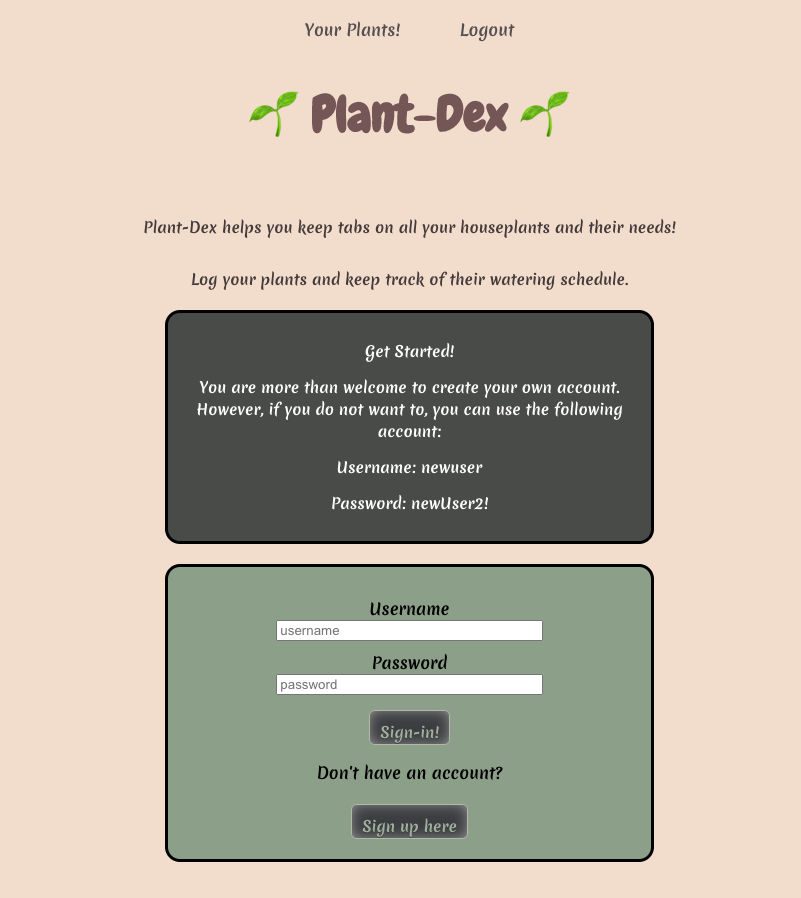 Your Plants! Logout
🌱 Plant-Dex 🌱
Plant-Dex helps you keep tabs on all your houseplants and their needs!
Log your plants and keep track of their watering schedule.
Get Started!
You are more than welcome to create your own account.
However, if you do not want to, you can use the following
account:
Username: newuser
Password: newUser2!
Username
username
Password
password
Sign-in!
Don't have an account?
Sign up here